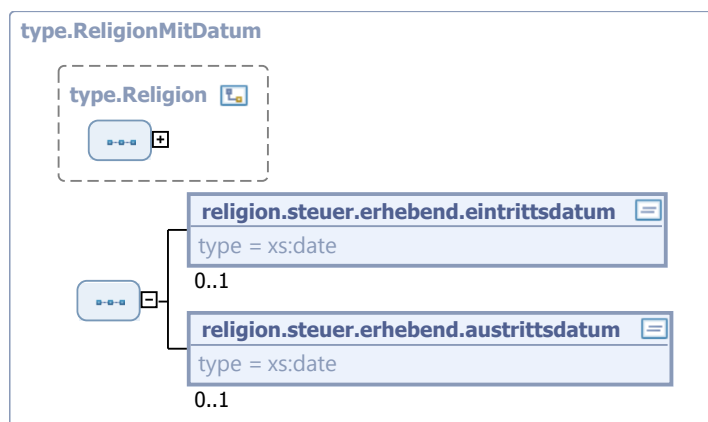 type.ReligionMitDatum
type.Religion
religion.steuer.erhebend.eintrittsdatum
type = xs:date
0..1
religion.steuer.erhebend.austrittsdatum
type = xs:date
0..1